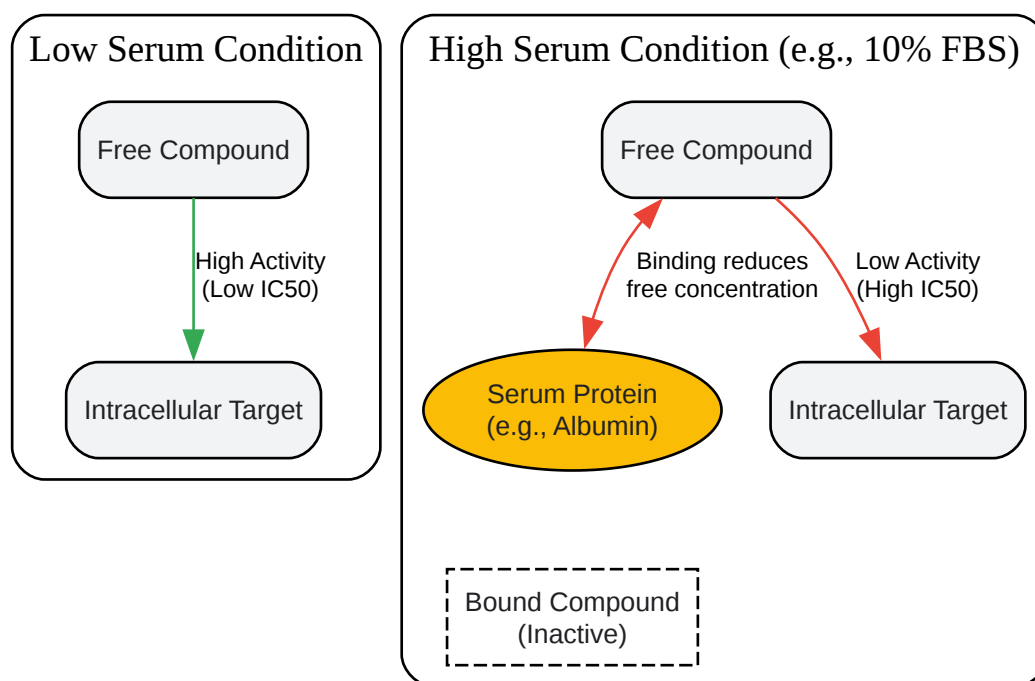 Low Serum Condition
Free Compound
High Activity
(Low IC50)
Intracellular Target
High Serum Condition (e.g., 10% FBS)
Free Compound
Binding reduces
free concentration
Low Activity
(High IC50)
Serum Protein
(e.g., Albumin)
Intracellular Target
Bound Compound
(Inactive)